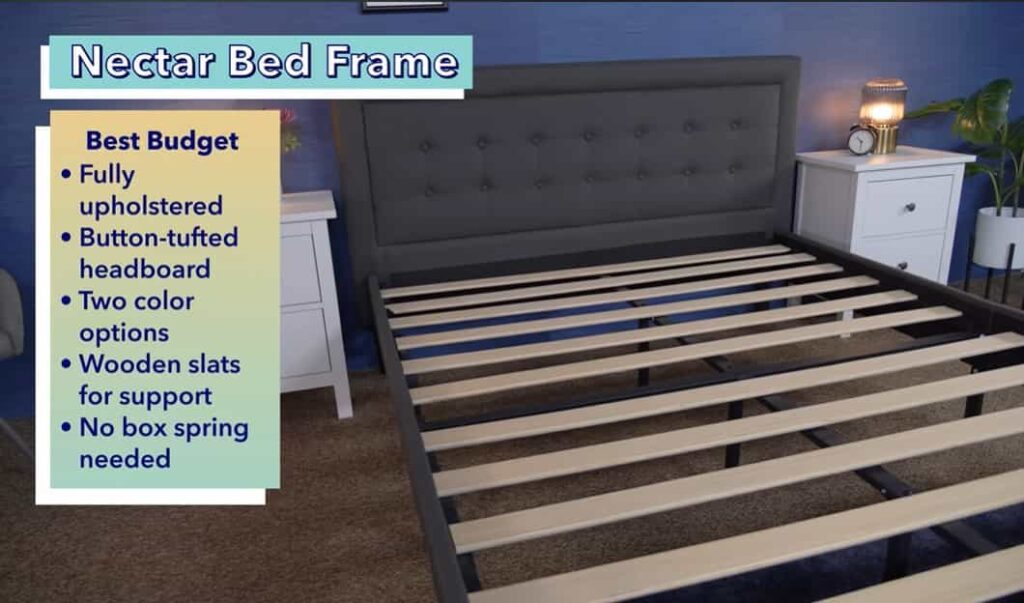 Nectar Bed Frame
Best Budget
• Fully
upholstered
• Button-tufted
headboard
• Two color
options
• Wooden slats
for support
• No box spring
needed